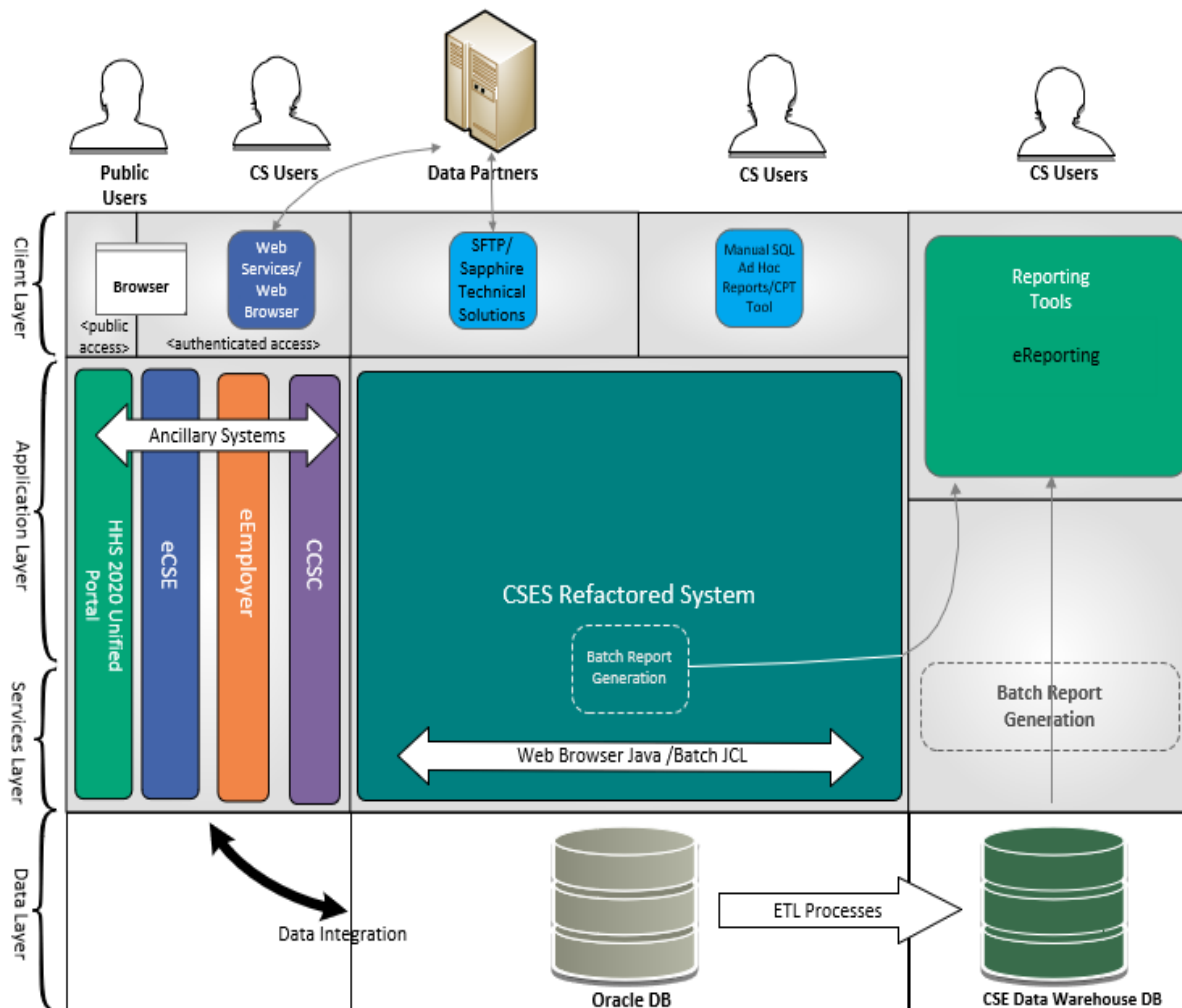 Public
Users
CS Users
Data Partners
CS Users
CS Users
Client Layer
Browser
<public
access>
Web
Services/
Web
Browser
<authenticated access>
SFTP/
Sapphire
Technical
Solutions
Manual SQL
Ad Hoc
Reports/CPT
Tool
Reporting
Tools
eReporting
Application Layer
Ancillary Systems
HHS 2020 Unified
Portal
eCSE
eEmployer
CCSC
CSES Refactored System
Batch Report
Generation
Services Layer
Batch Report
Generation
Web Browser Java /Batch JCL
Data Layer
Data Integration
ETL Processes
Oracle DB
CSE Data Warehouse DB